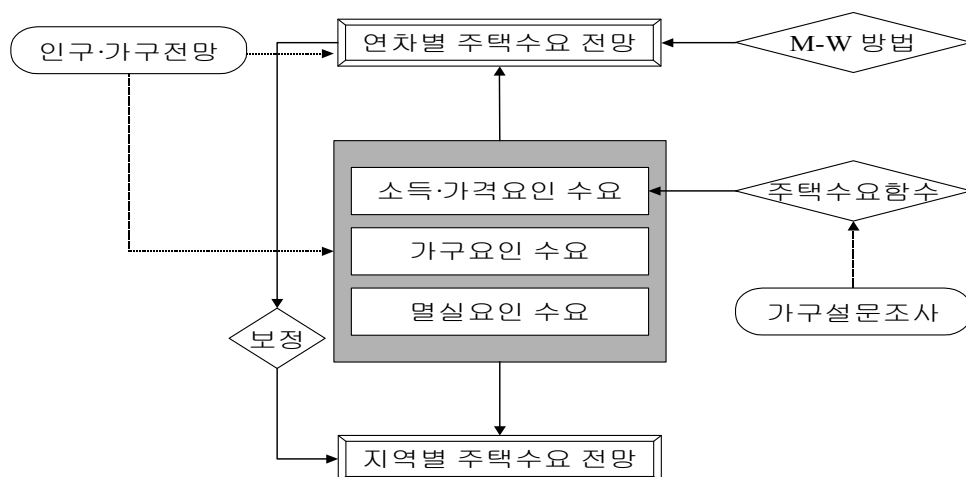 연차별 주택수요 전망
인구·가구전망
M-W 방법
소득·가격요인 수요
주택수요함수
가구요인 수요
멸실요인 수요
가구설문조사
보정
지역별 주택수요 전망